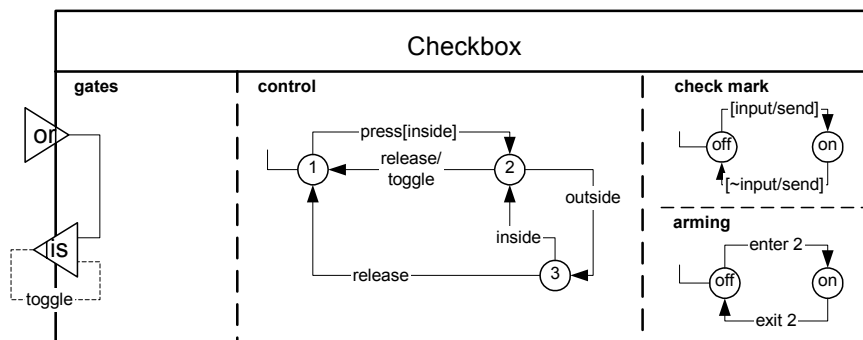 Checkbox
gates
control
check mark
or
is
toggle
press[inside]
1
release/
toggle
2
outside
inside
3
release
[input/send]
off
on
[~input/send]
arming
enter 2
off
on
exit 2